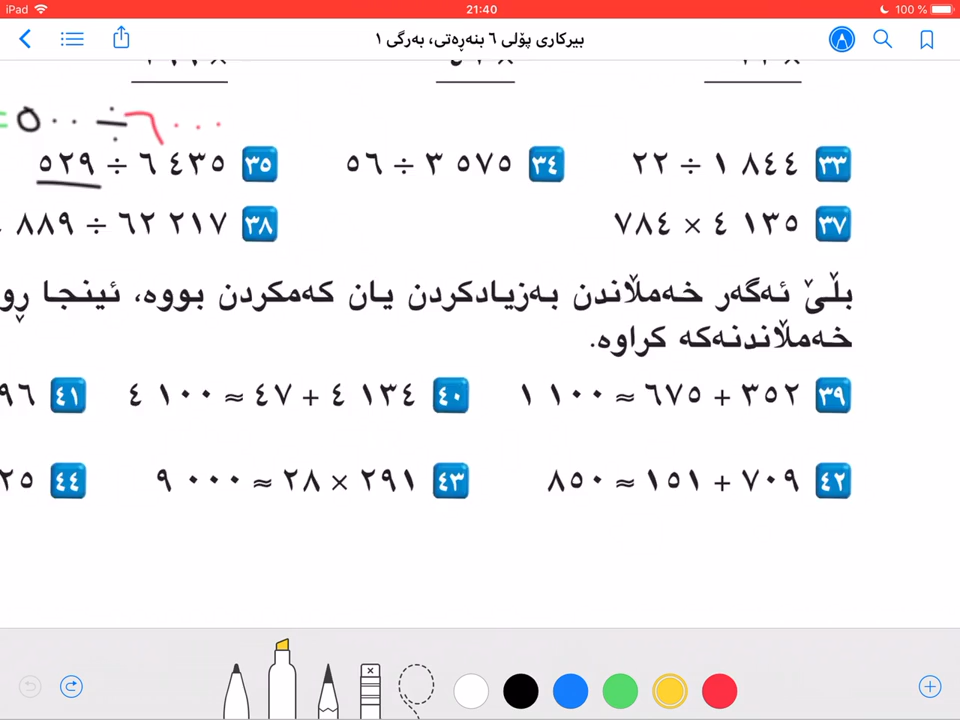 iPad 21:40 100 %
بیرکاری پۆلی ٦ بنەڕەتی، بەرگی ١
= ٥٠٠ ÷ ٦٠٠٠
٣٣ ١ ٨٤٤ ÷ ٢٢ ٣٤ ٣ ٥٧٥ ÷ ٥٦ ٣٥ ٦ ٤٣٥ ÷ ٥٢٩
٣٧ ٤ ١٣٥ × ٧٨٤ ٣٨ ٦٢ ٢١٧ ÷ ٨٨٩
بڵێ ئەگەر خەمڵاندن بەزیادکردن یان کەمکردن بووە، ئینجا
خەمڵاندنەکە کراوە.
٣٩ ٣٥٢ + ٦٧٥ ≈ ١ ١٠٠ ٤٠ ٤ ١٣٤ + ٤٧ ≈ ٤ ١٠٠ ٤١
٤٢ ٧٠٩ + ١٥١ ≈ ٨٥٠ ٤٣ ٢٩١ × ٢٨ ≈ ٩ ٠٠٠ ٤٤